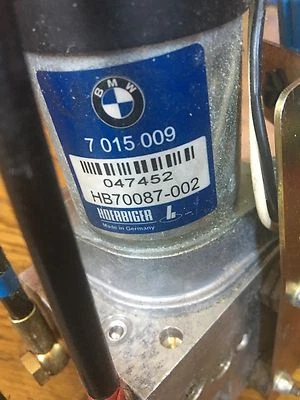 BMW
7 015 009
047452
HB70087-002
HOERBIGER
Made in Germany